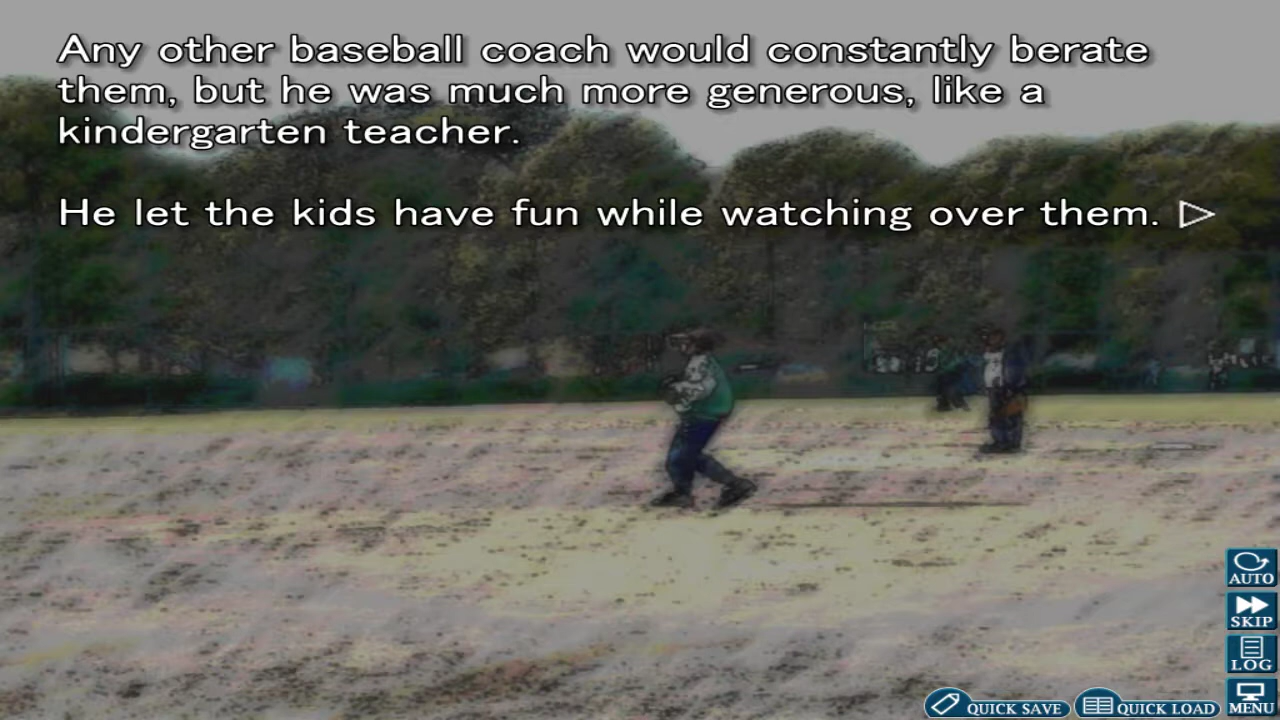 Any other baseball coach would constantly berate
them, but he was much more generous, like a
kindergarten teacher.
He let the kids have fun while watching over them.
AUTO
SKIP
LOG
MENU
QUICK SAVE
QUICK LOAD